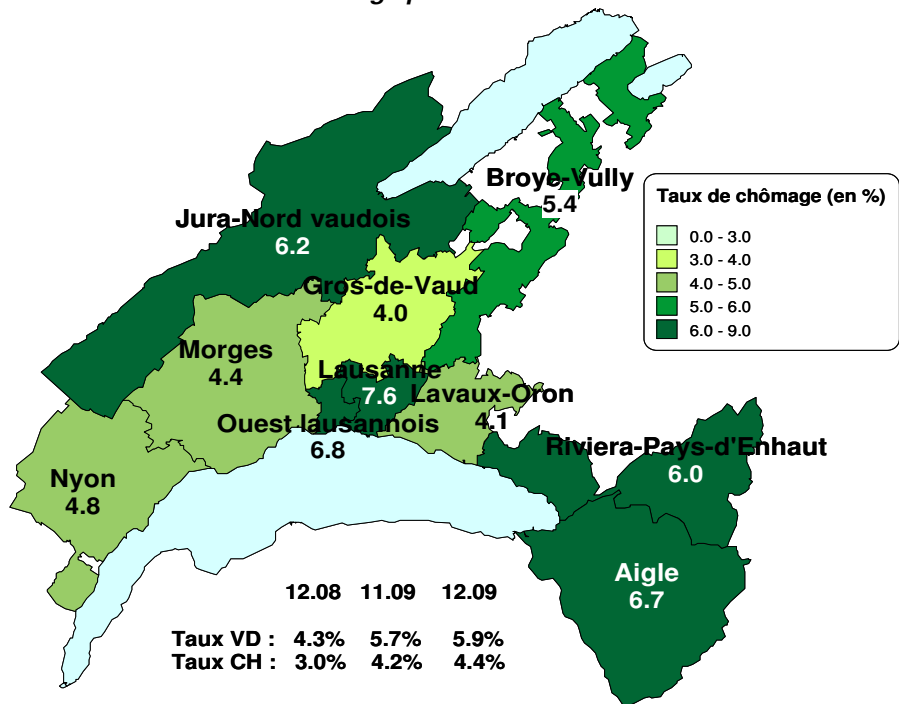 Broye-Vully
5.4
Taux de chômage (en %)
0.0 - 3.0
3.0 - 4.0
4.0 - 5.0
5.0 - 6.0
6.0 - 9.0
Jura-Nord vaudois
6.2
Gros-de-Vaud
4.0
Morges
4.4
Lausanne
7.6
Lavaux-Oron
4.1
Ouest lausannois
6.8
Riviera-Pays-d'Enhaut
6.0
Nyon
4.8
Aigle
6.7
12.08 11.09 12.09
Taux VD : 4.3% 5.7% 5.9%
Taux CH : 3.0% 4.2% 4.4%